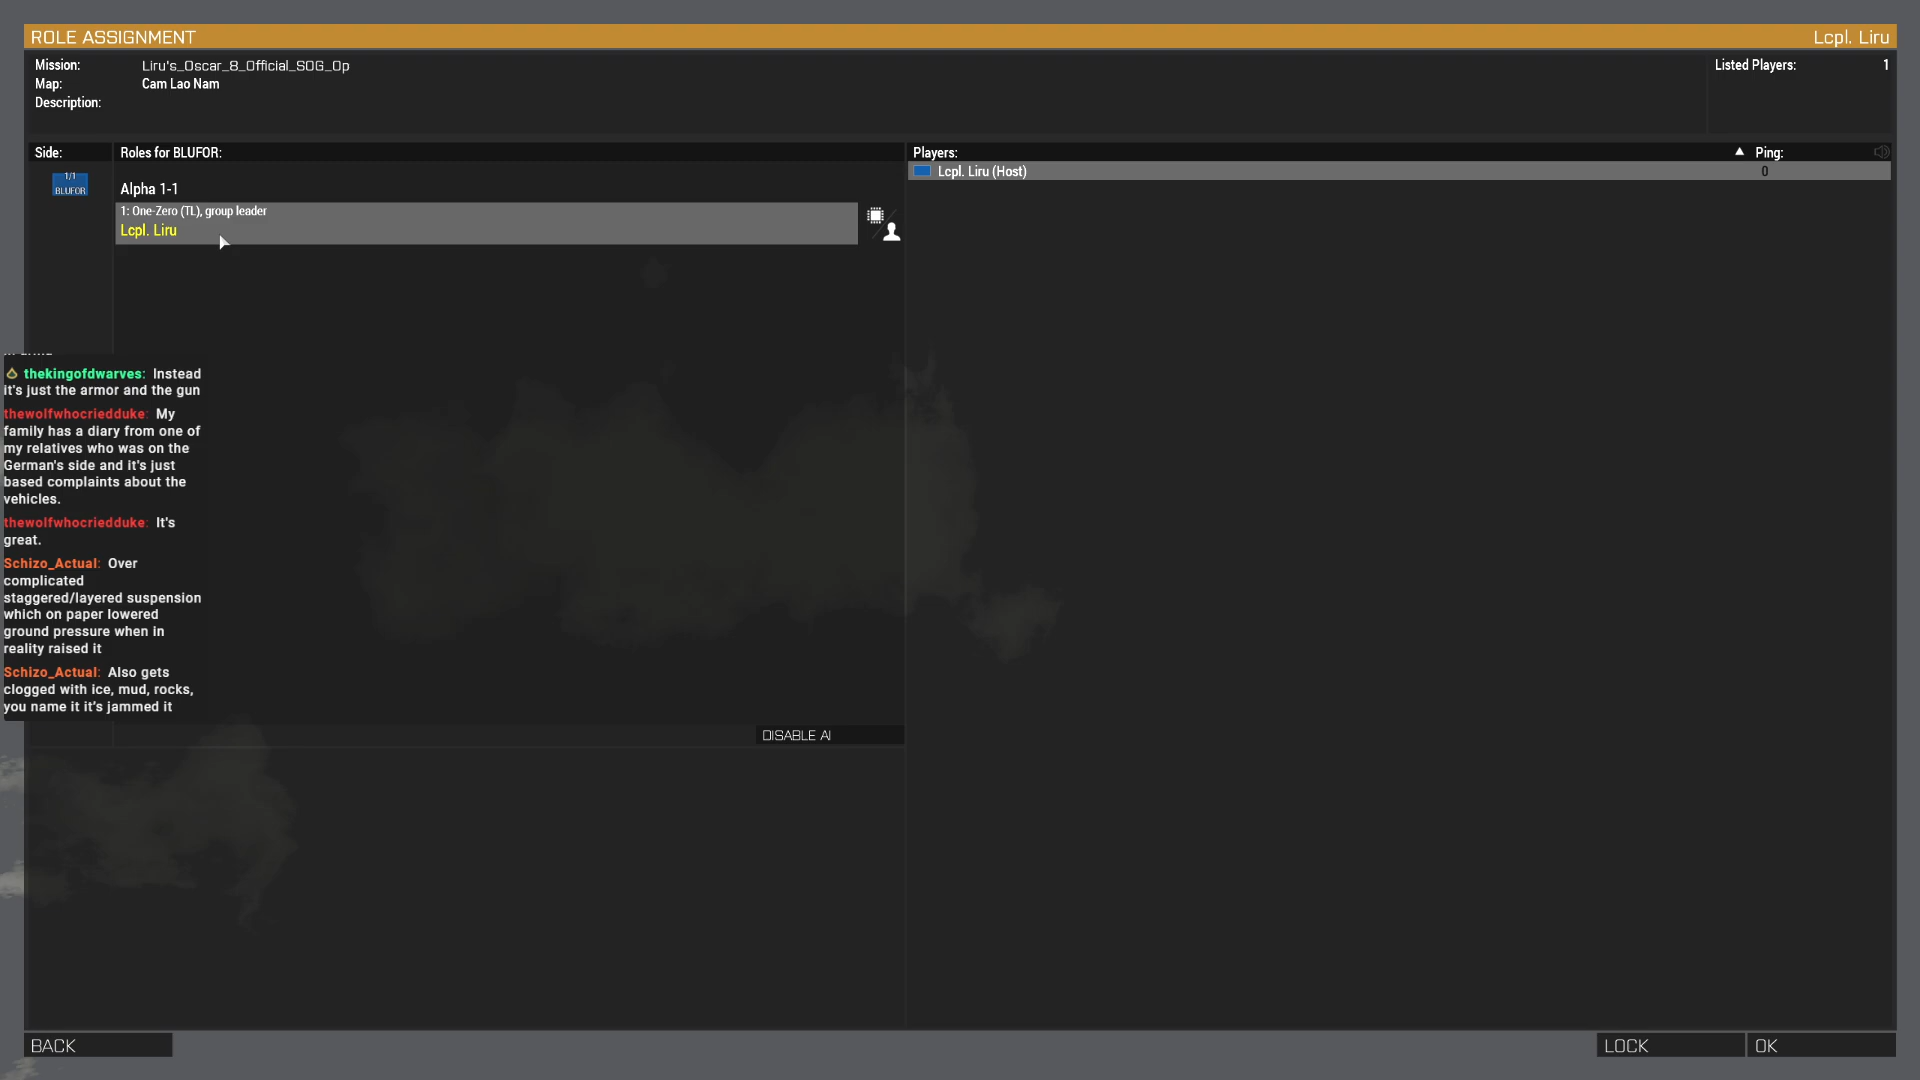 ROLE ASSIGNMENT
Lcpl. Liru
Mission:
Liru's_Oscar_8_Official_SOG_Op
Listed Players:
1
Map:
Cam Lao Nam
Description:
Side:
Roles for BLUFOR:
Players:
Ping:
1/1
BLUFOR
Alpha 1-1
1: One-Zero (TL), group leader
Lcpl. Liru
Lcpl. Liru (Host)
0
thekingofdwarves: Instead
it's just the armor and the gun
thewolfwhocriedduke: My
family has a diary from one of
my relatives who was on the
German's side and it's just
based complaints about the
vehicles.
thewolfwhocriedduke: It's
great.
Schizo_Actual: Over
complicated
staggered/layered suspension
which on paper lowered
ground pressure when in
reality raised it
Schizo_Actual: Also gets
clogged with ice, mud, rocks,
you name it it's jammed it
DISABLE AI
BACK
LOCK
OK